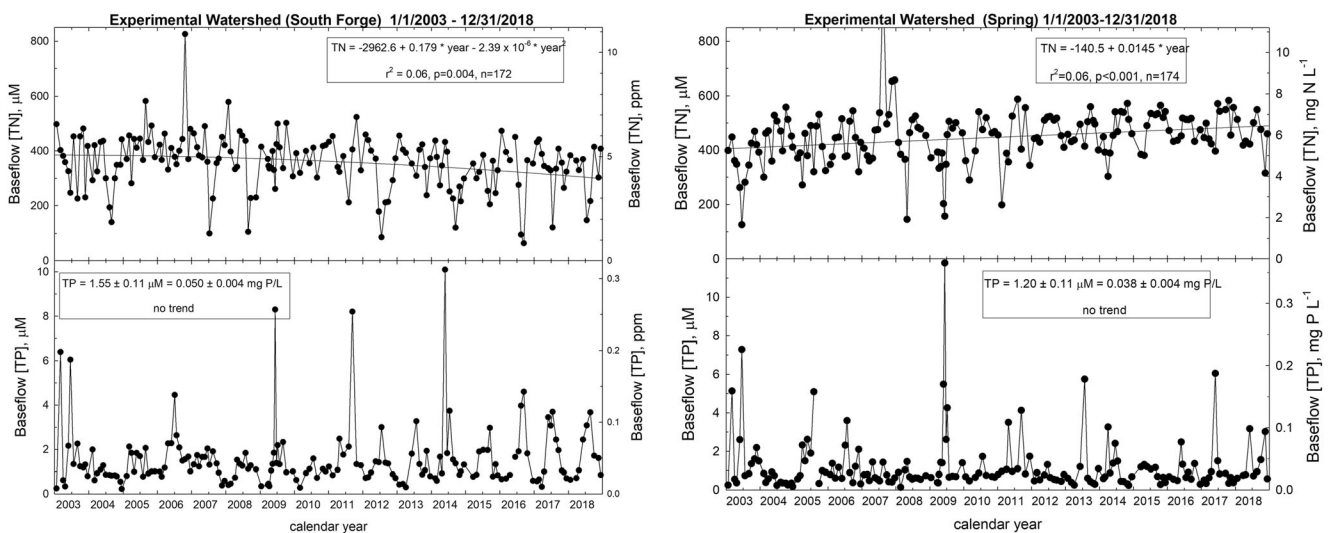 Experimental Watershed (South Forge) 1/1/2003 - 12/31/2018
800
600
400
200
0
Baseflow [TN], μM
10
5
0
Baseflow [TN], ppm
TN = -2962.6 + 0.179 * year - 2.39 x 10⁻⁶ * year²
r² = 0.06, p=0.004, n=172
10
8
6
4
2
0
Baseflow [TP], μM
0.3
0.2
0.1
0.0
Baseflow [TP], ppm
TP = 1.55 ± 0.11 μM = 0.050 ± 0.004 mg P/L
no trend
2003 2004 2005 2006 2007 2008 2009 2010 2011 2012 2013 2014 2015 2016 2017 2018
calendar year
Experimental Watershed (Spring) 1/1/2003-12/31/2018
800
600
400
200
0
Baseflow [TN], μM
10
8
6
4
2
0
Baseflow [TN], mg N L⁻¹
TN = -140.5 + 0.0145 * year
r²=0.06, p<0.001, n=174
10
8
6
4
2
0
Baseflow [TP], μM
0.3
0.2
0.1
0.0
Baseflow [TP], mg P L⁻¹
TP = 1.20 ± 0.11 μM = 0.038 ± 0.004 mg P/L
no trend
2003 2004 2005 2006 2007 2008 2009 2010 2011 2012 2013 2014 2015 2016 2017 2018
calendar year